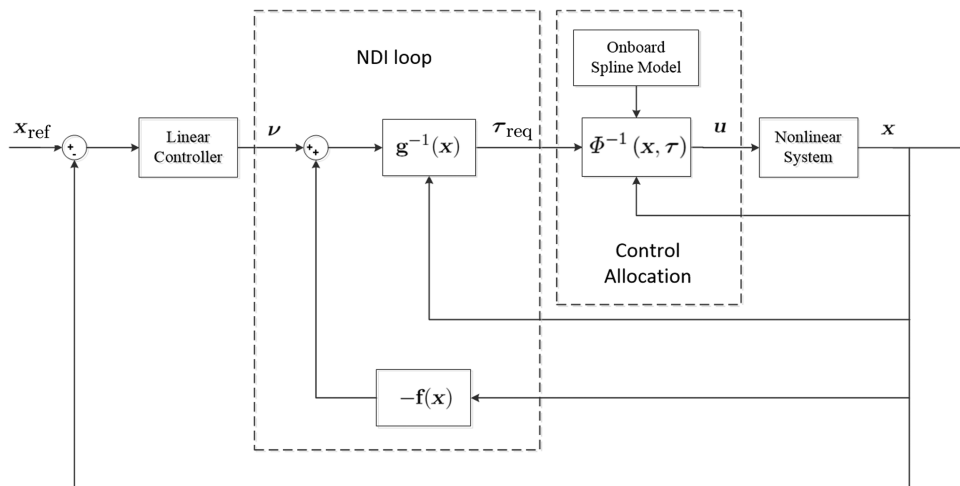 NDI loop
Onboard
Spline Model
x_ref
+
-
Linear
Controller
ν
+
+
g⁻¹(x)
τ_req
Φ⁻¹(x, τ)
u
Nonlinear
System
x
Control
Allocation
−f(x)